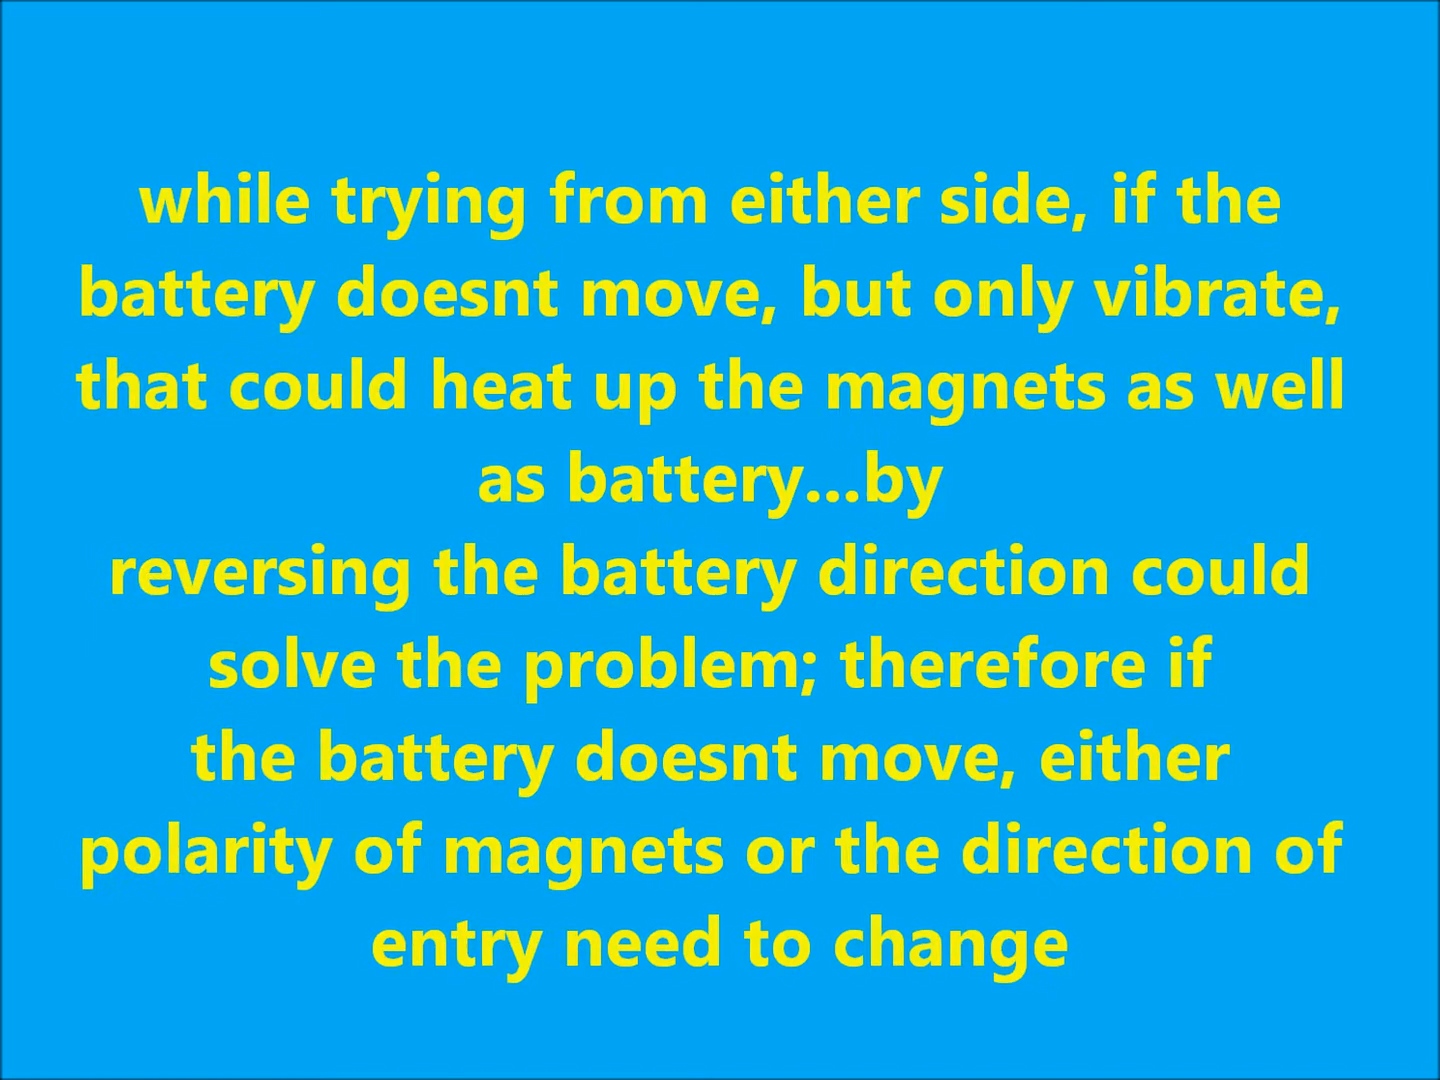 while trying from either side, if the
battery doesnt move, but only vibrate,
that could heat up the magnets as well
as battery...by
reversing the battery direction could
solve the problem; therefore if
the battery doesnt move, either
polarity of magnets or the direction of
entry need to change